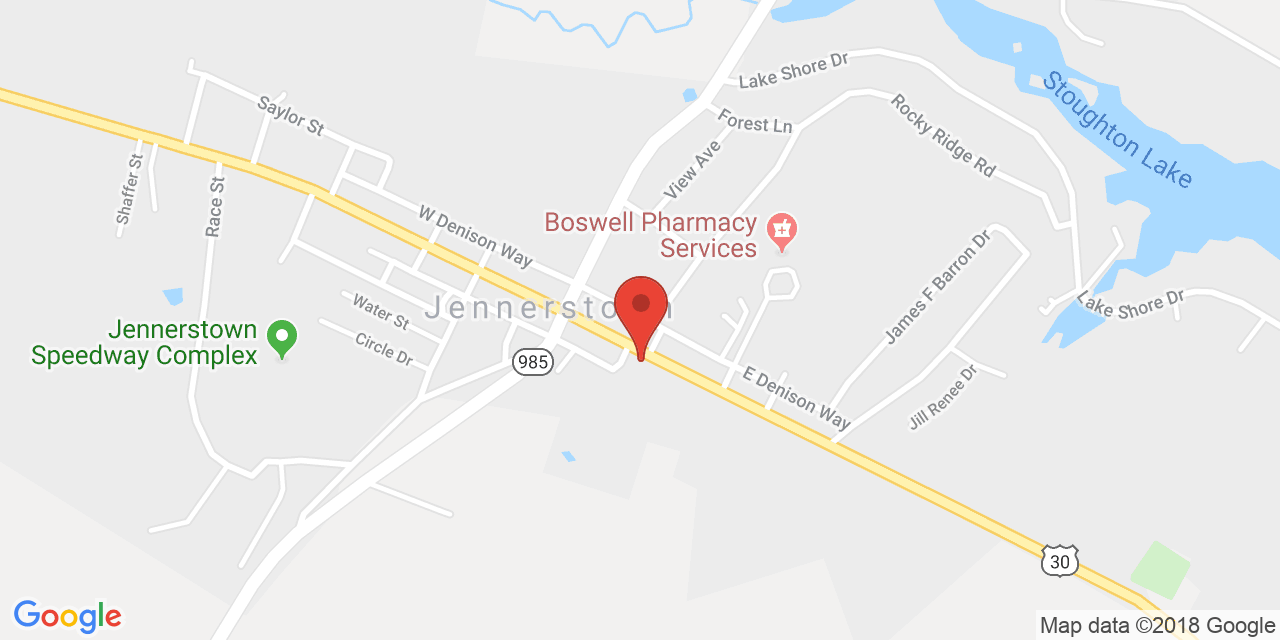 Lake Shore Dr
Saylor St
Forest Ln
Rocky Ridge Rd
Stoughton Lake
Shaffer St
Race St
View Ave
W Denison Way
Boswell Pharmacy
Services
James F Barron Dr
Jennerstown
Water St
Lake Shore Dr
Jennerstown
Speedway Complex
Circle Dr
985
E Denison Way
Jill Renee Dr
30
Google
Map data ©2018 Google